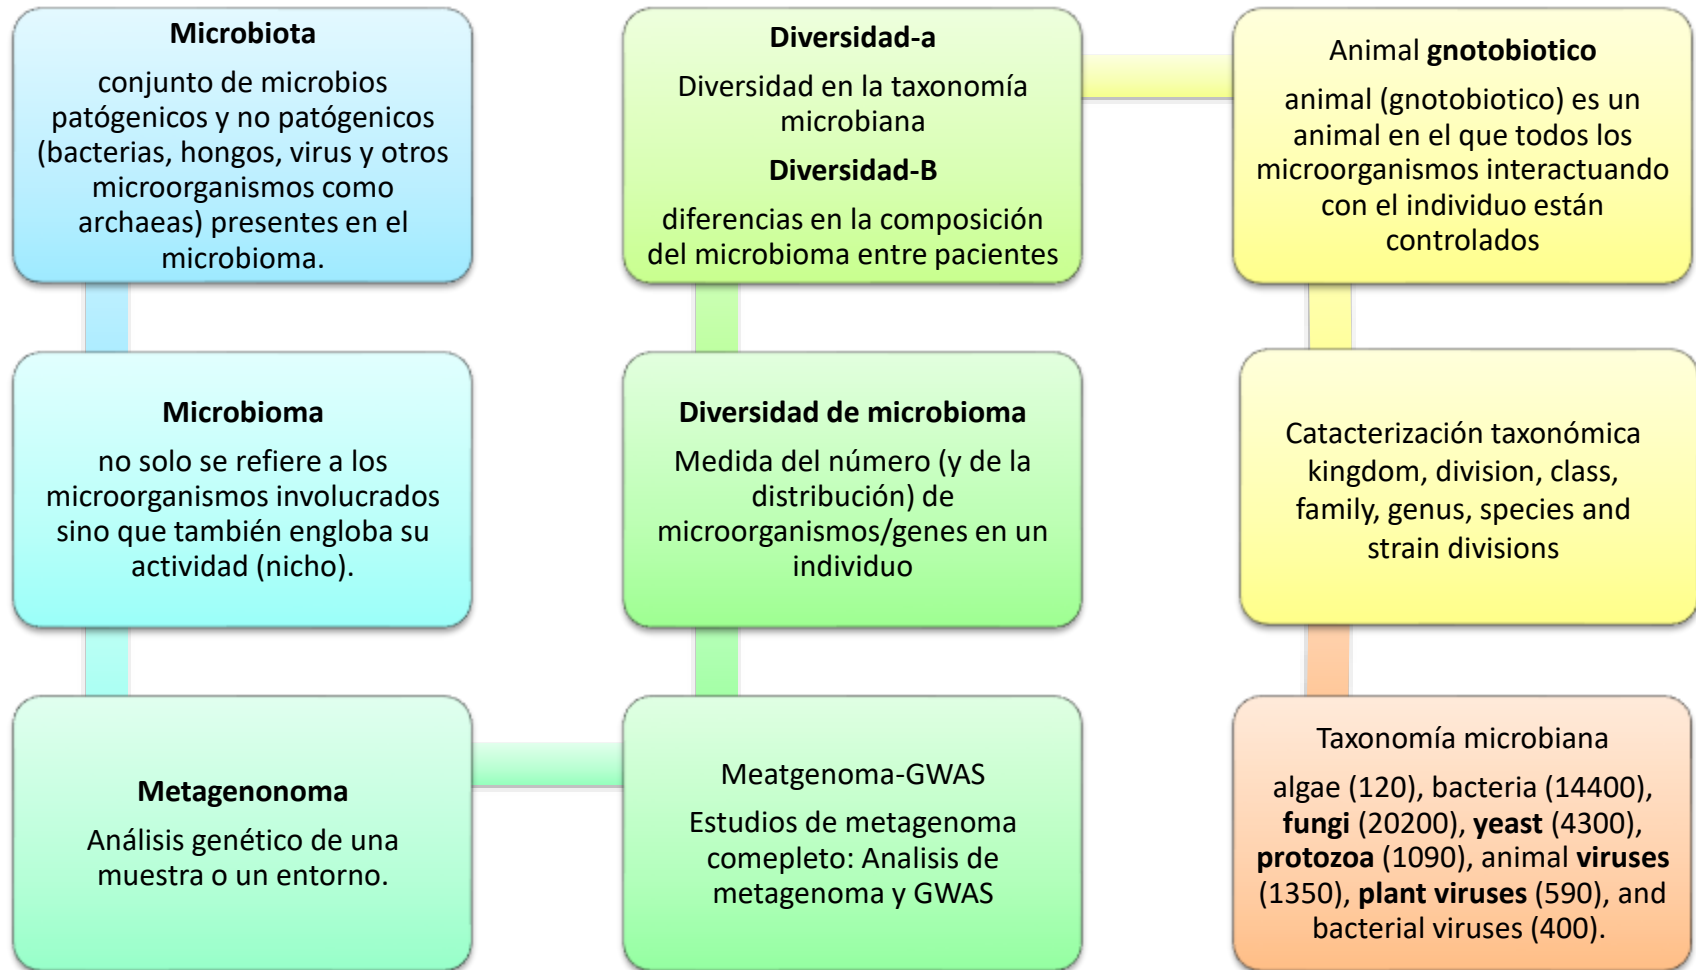 Microbiota
conjunto de microbios
patógenicos y no patógenicos
(bacterias, hongos, virus y otros
microorganismos como
archaeas) presentes en el
microbioma.
Microbioma
no solo se refiere a los
microorganismos involucrados
sino que también engloba su
actividad (nicho).
Metagenonoma
Análisis genético de una
muestra o un entorno.
Meatgenoma-GWAS
Estudios de metagenoma
comepleto: Analisis de
metagenoma y GWAS
Diversidad de microbioma
Medida del número (y de la
distribución) de
microorganismos/genes en un
individuo
Diversidad-a
Diversidad en la taxonomía
microbiana
Diversidad-B
diferencias en la composición
del microbioma entre pacientes
Animal gnotobiotico
animal (gnotobiotico) es un
animal en el que todos los
microorganismos interactuando
con el individuo están
controlados
Catacterización taxonómica
kingdom, division, class,
family, genus, species and
strain divisions
Taxonomía microbiana
algae (120), bacteria (14400),
fungi (20200), yeast (4300),
protozoa (1090), animal viruses
(1350), plant viruses (590), and
bacterial viruses (400).